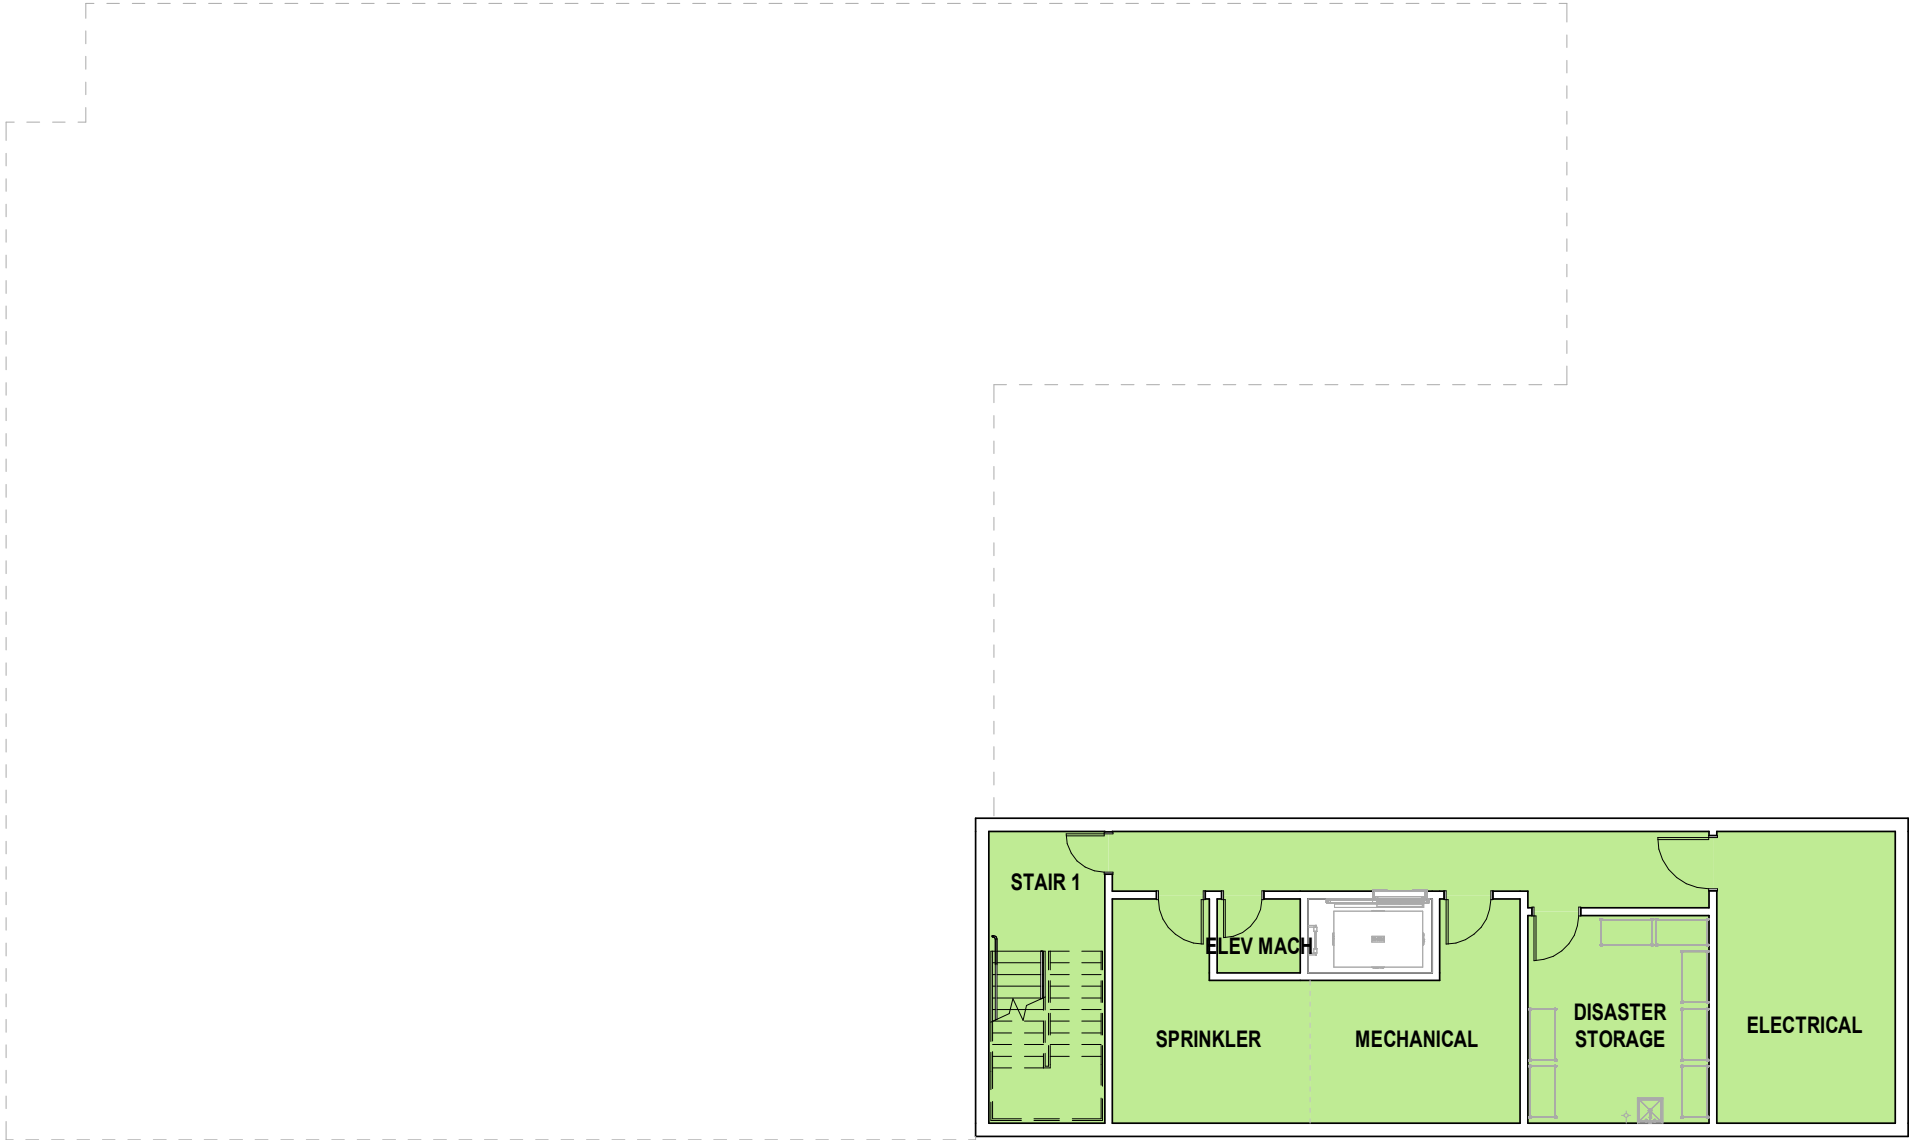 STAIR 1
ELEV MACH
SPRINKLER
MECHANICAL
DISASTER
STORAGE
ELECTRICAL